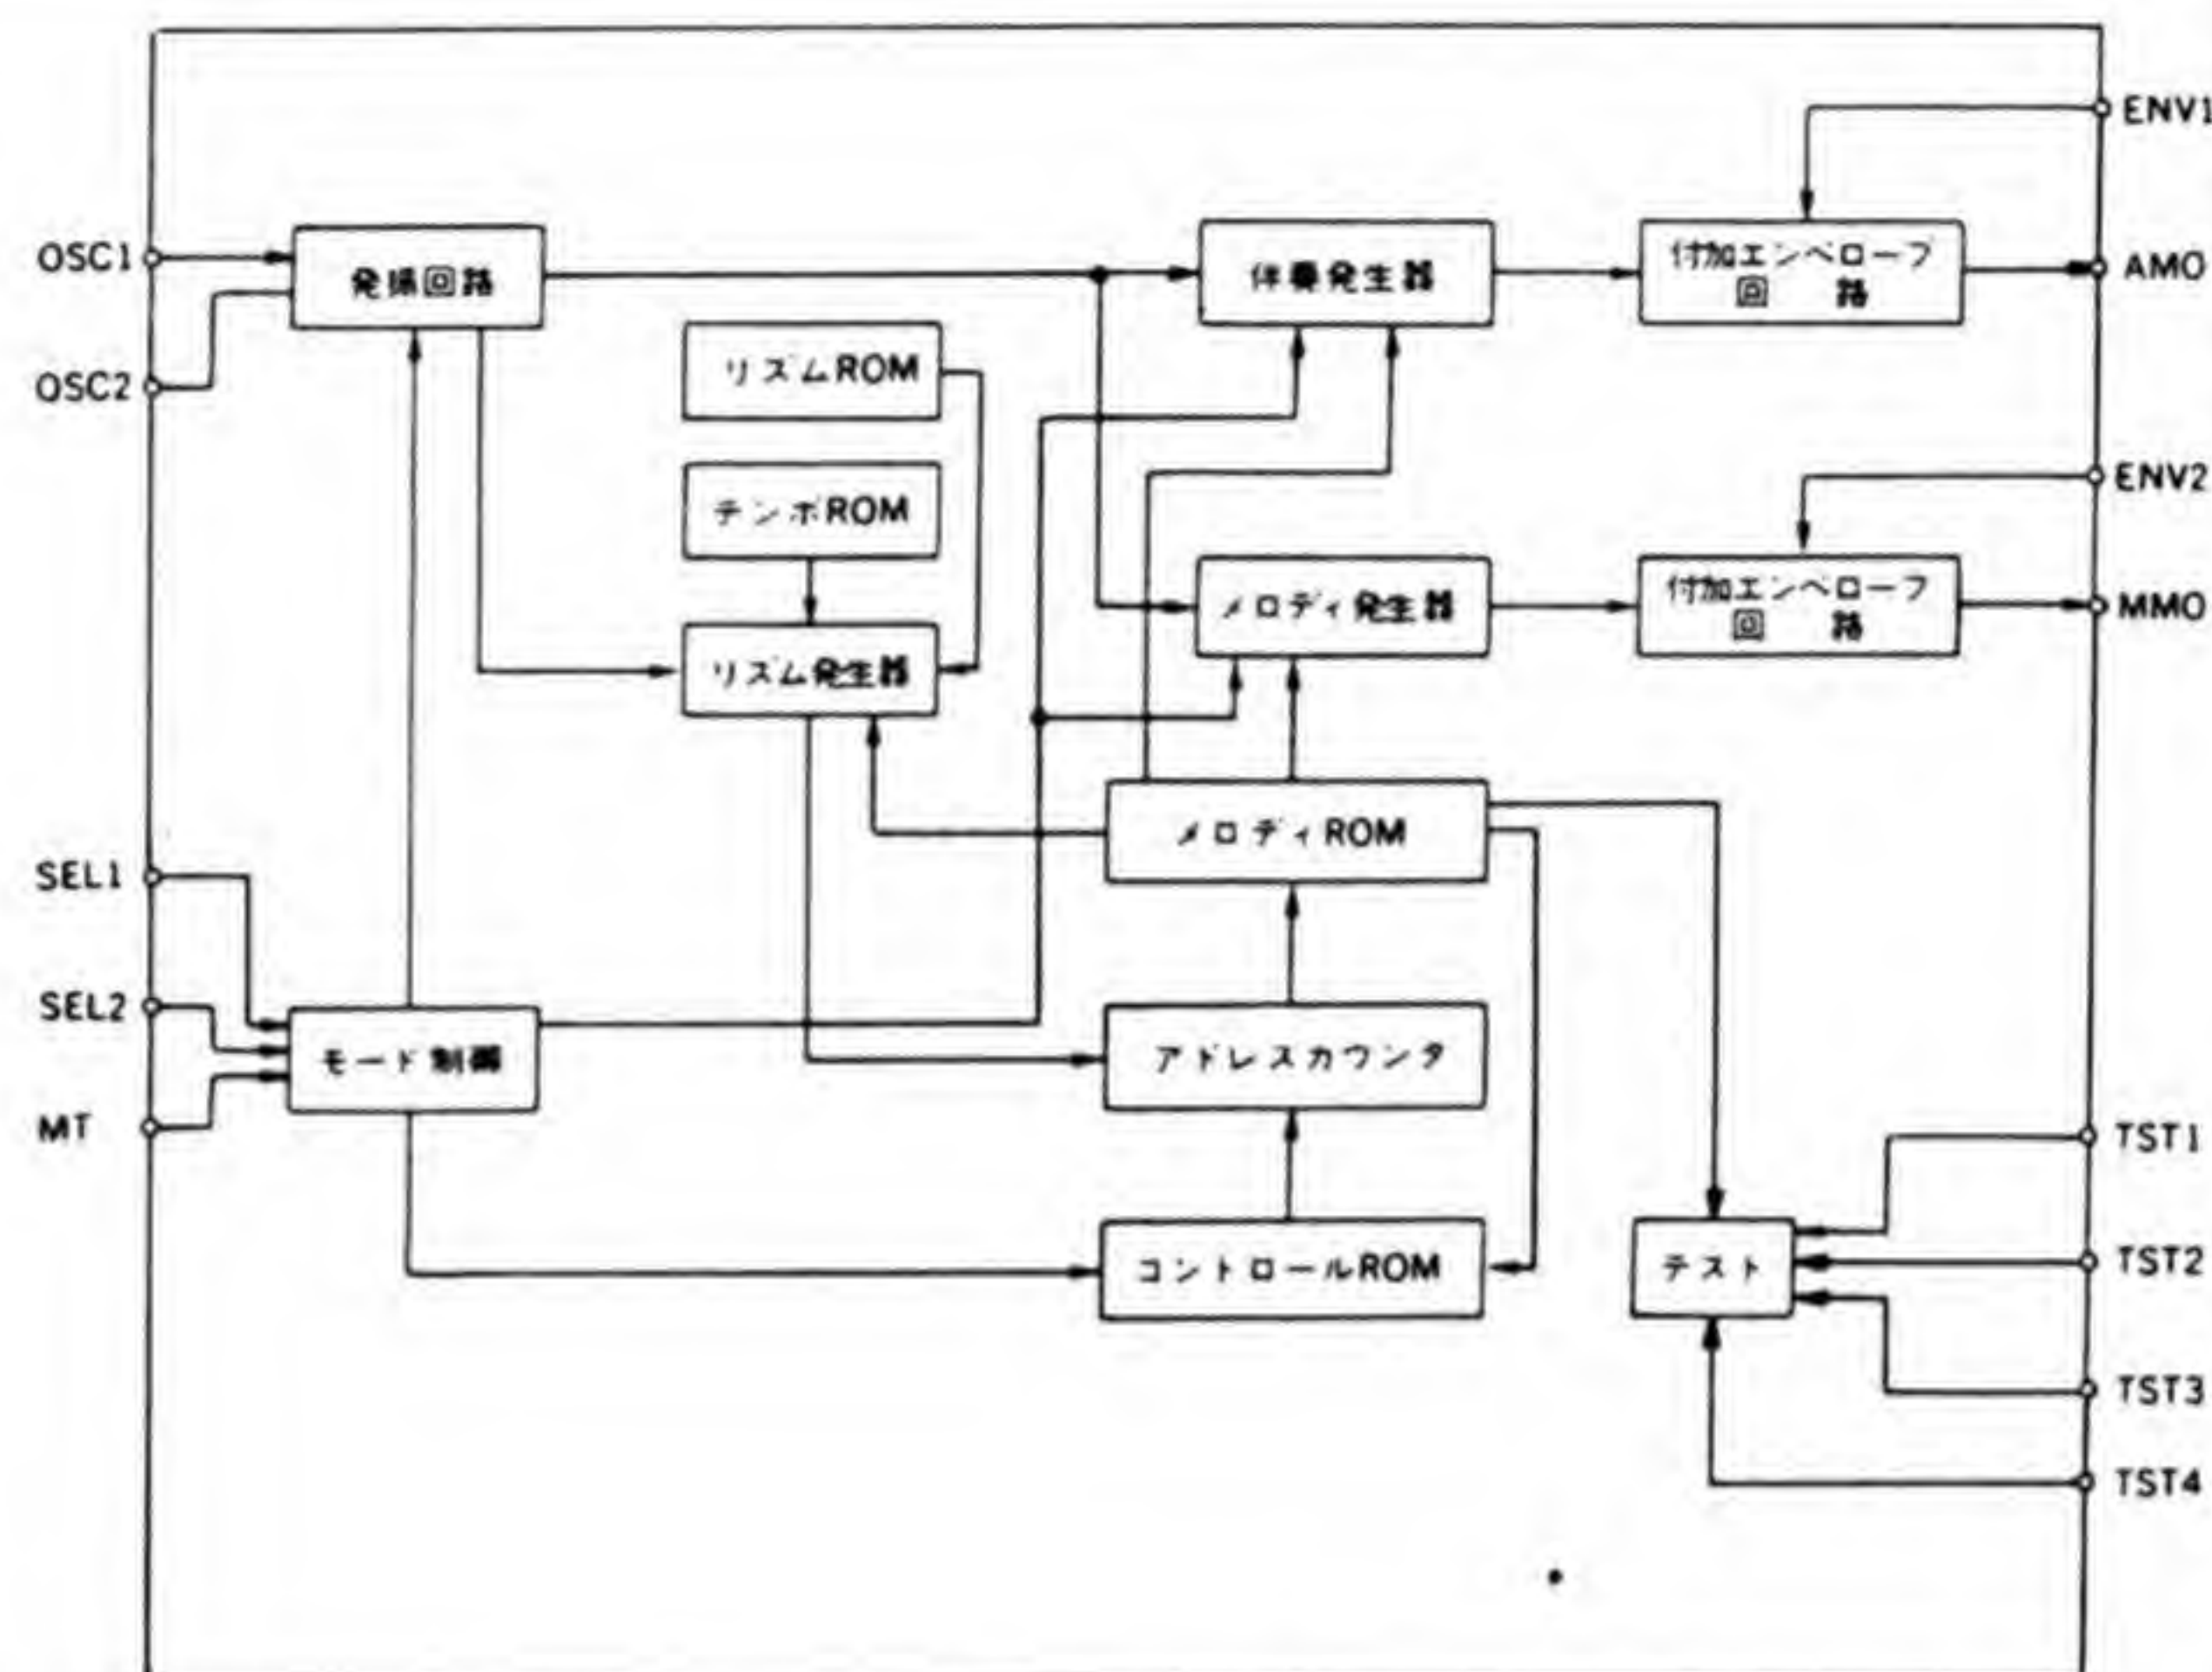 ENV1
OSC1
発振回路
伴奏発生器
付加エンベロープ
回 路
AMO
リズムROM
OSC2
ENV2
テンポROM
メロディ発生器
付加エンベロープ
回 路
MMO
リズム発生器
メロディROM
SEL1
SEL2
モード制御
アドレスカウンタ
MT
TST1
コントロールROM
テスト
TST2
TST3
TST4